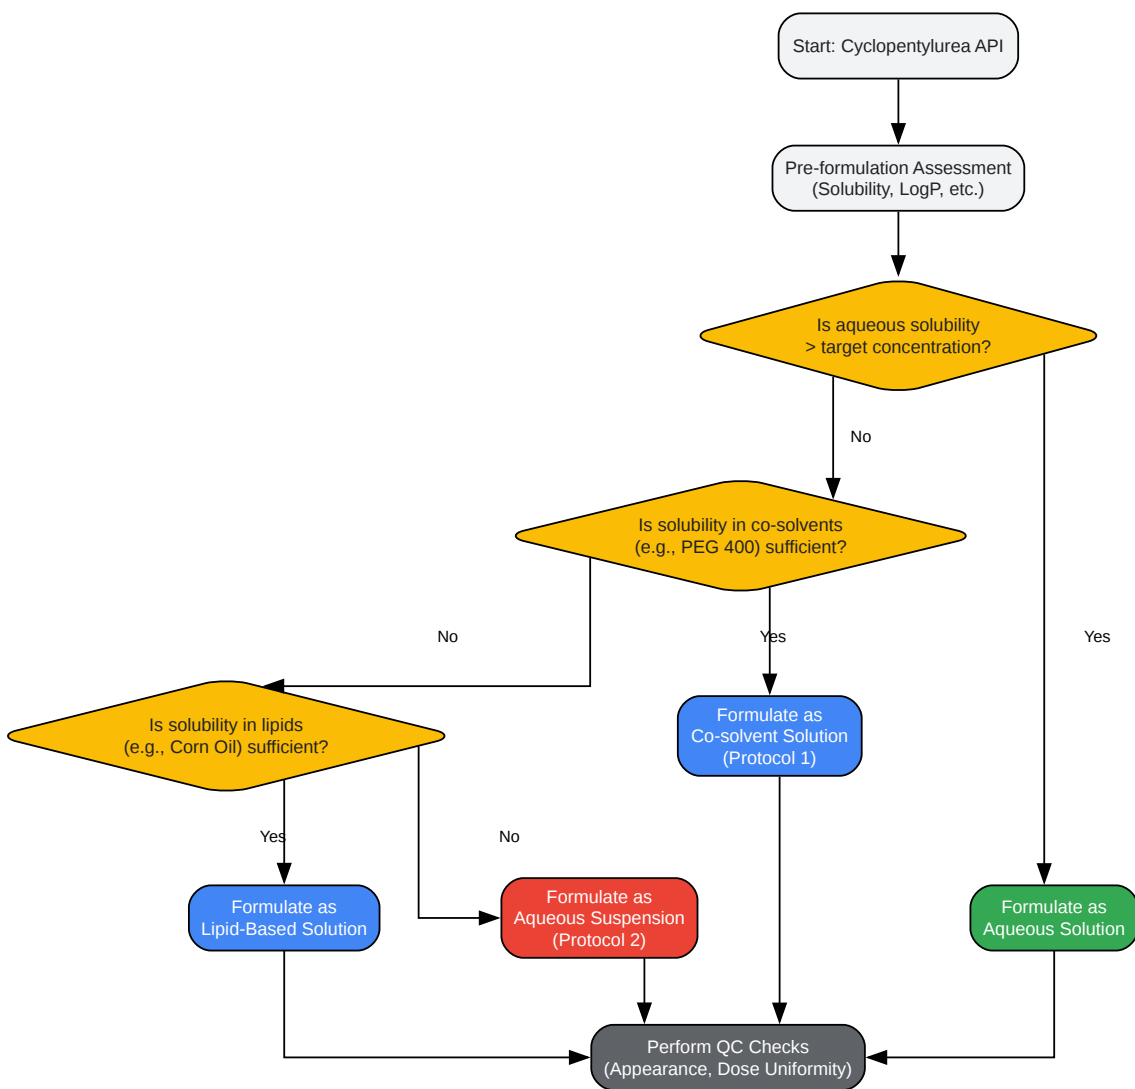 Start: Cyclopentylurea API
Pre-formulation Assessment
(Solubility, LogP, etc.)
Is aqueous solubility
> target concentration?
No
Is solubility in co-solvents
(e.g., PEG 400) sufficient?
No
Yes
Yes
Is solubility in lipids
(e.g., Corn Oil) sufficient?
Formulate as
Co-solvent Solution
(Protocol 1)
Yes
No
Formulate as
Lipid-Based Solution
Formulate as
Aqueous Suspension
(Protocol 2)
Formulate as
Aqueous Solution
Perform QC Checks
(Appearance, Dose Uniformity)